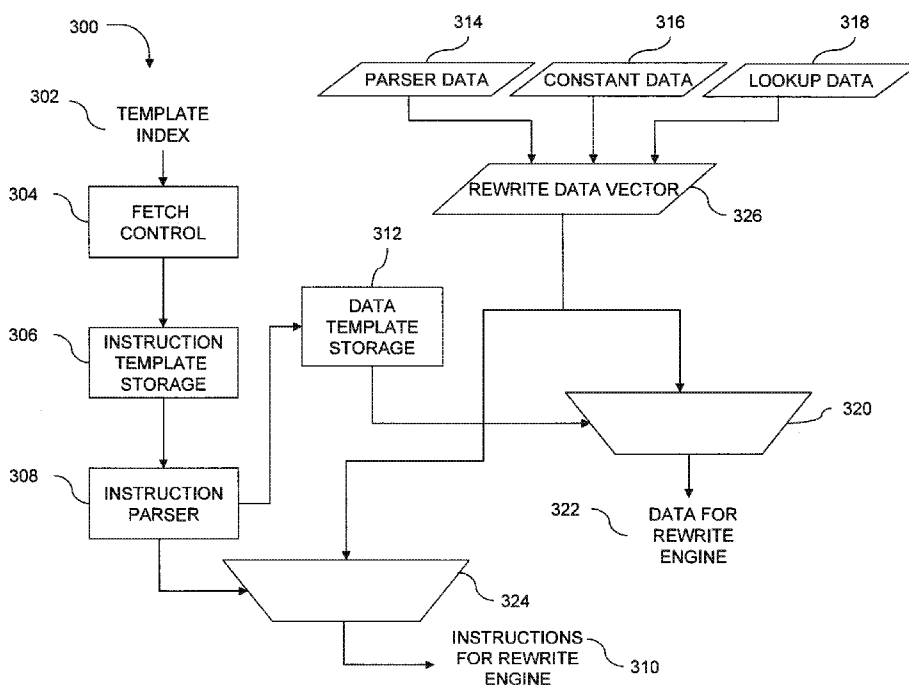 300
302
TEMPLATE
INDEX
304
FETCH
CONTROL
306
INSTRUCTION
TEMPLATE
STORAGE
308
INSTRUCTION
PARSER
312
DATA
TEMPLATE
STORAGE
314
PARSER DATA
316
CONSTANT DATA
318
LOOKUP DATA
REWRITE DATA VECTOR
326
320
322
DATA FOR
REWRITE
ENGINE
324
INSTRUCTIONS
FOR REWRITE
ENGINE
310